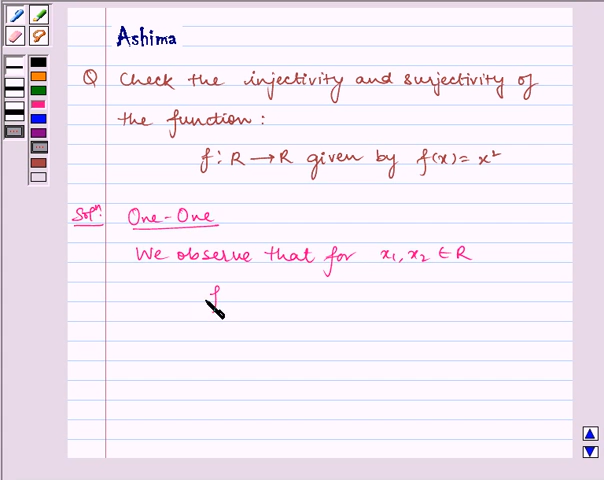 Ashima
Q Check the injectivity and surjectivity of
the function :
f : R → R given by f(x) = x²
Solⁿ: One-One
We observe that for x₁, x₂ ∈ R
f